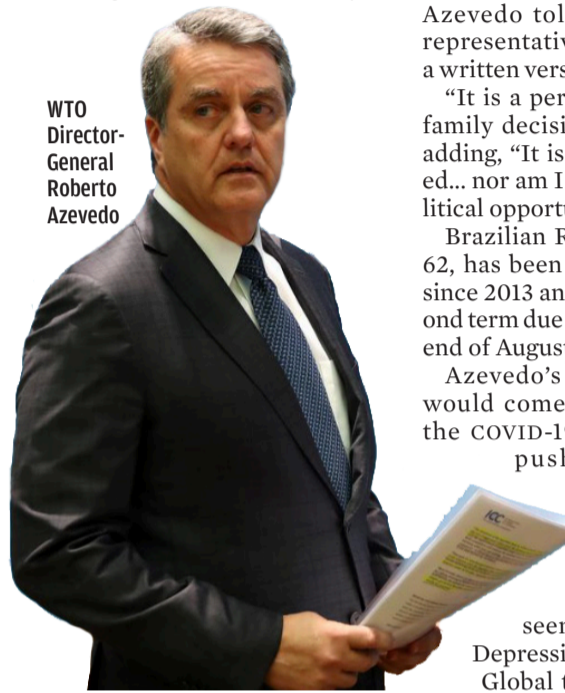 WTO
Director-
General
Roberto
Azevedo
Azevedo tol
representativ
a written vers
“It is a per
family decisi
adding, “It is
ed... nor am I
litical opportu
Brazilian R
62, has been
since 2013 an
ond term due
end of August
Azevedo’s
would come
the COVID-1
push
seen
Depressi
Global t
ICC